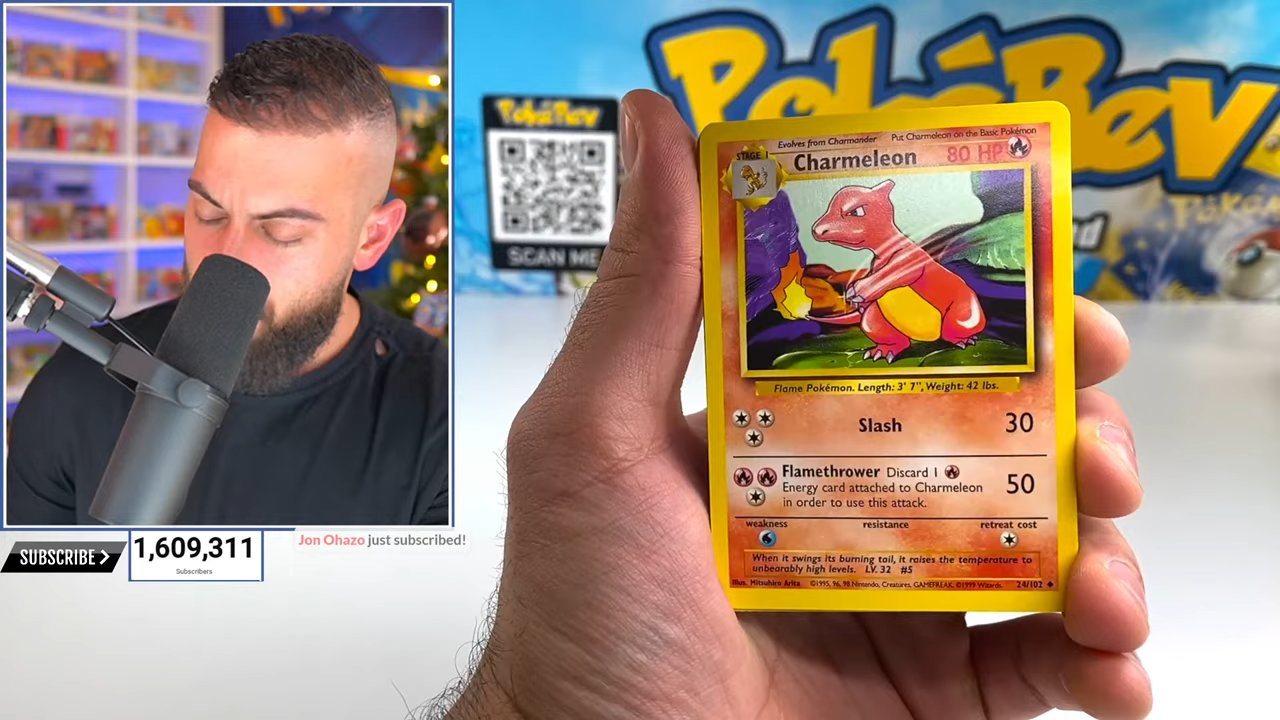 PokéBev
PokéBev
SCAN ME
Evolves from Charmander
Put Charmeleon on the Basic Pokémon
STAGE 1
Charmeleon
80 HP
Flame Pokémon. Length: 3' 7", Weight: 42 lbs.
Slash
30
Flamethrower Discard 1
Energy card attached to Charmeleon
in order to use this attack.
50
weakness
resistance
retreat cost
When it swings its burning tail, it raises the temperature to
unbearably high levels. LV. 32 #5
Illus. Mitsuhiro Arita
©1995, 96, 98 Nintendo, Creatures, GAMEFREAK. ©1999 Wizards.
24/102
SUBSCRIBE >
1,609,311
Subscribers
Jon Ohazo just subscribed!